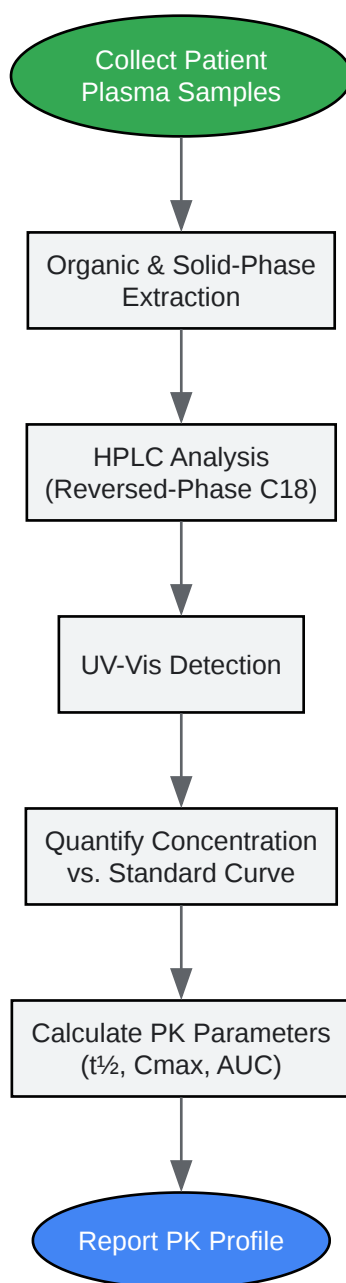 Collect Patient
Plasma Samples
Organic & Solid-Phase
Extraction
HPLC Analysis
(Reversed-Phase C18)
UV-Vis Detection
Quantify Concentration
vs. Standard Curve
Calculate PK Parameters
(t½, Cmax, AUC)
Report PK Profile